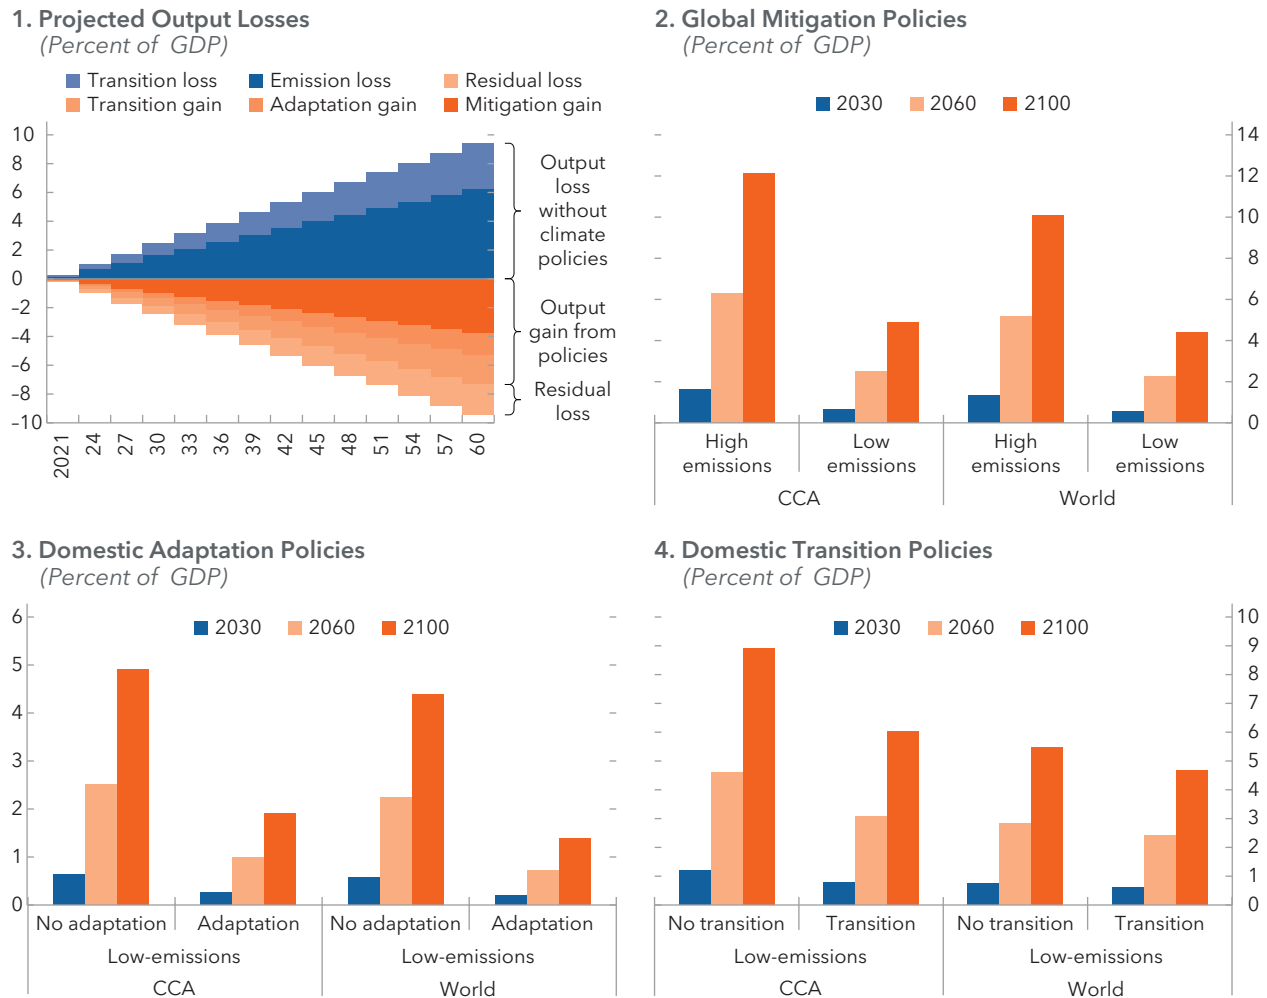 1. Projected Output Losses
(Percent of GDP)
Transition loss Emission loss Residual loss
Transition gain Adaptation gain Mitigation gain
10
8
6
4
2
0
–2
–4
–6
–8
–10
2021 24 27 30 33 36 39 42 45 48 51 54 57 60
Output
loss
without
climate
policies
Output
gain from
policies
Residual
loss
2. Global Mitigation Policies
(Percent of GDP)
2030 2060 2100
14
12
10
8
6
4
2
0
High Low High Low
emissions emissions emissions emissions
CCA World
3. Domestic Adaptation Policies
(Percent of GDP)
6
5
4
3
2
1
0
2030 2060 2100
No adaptation Adaptation No adaptation Adaptation
Low-emissions Low-emissions
CCA World
4. Domestic Transition Policies
(Percent of GDP)
2030 2060 2100
10
9
8
7
6
5
4
3
2
1
0
No transition Transition No transition Transition
Low-emissions Low-emissions
CCA World